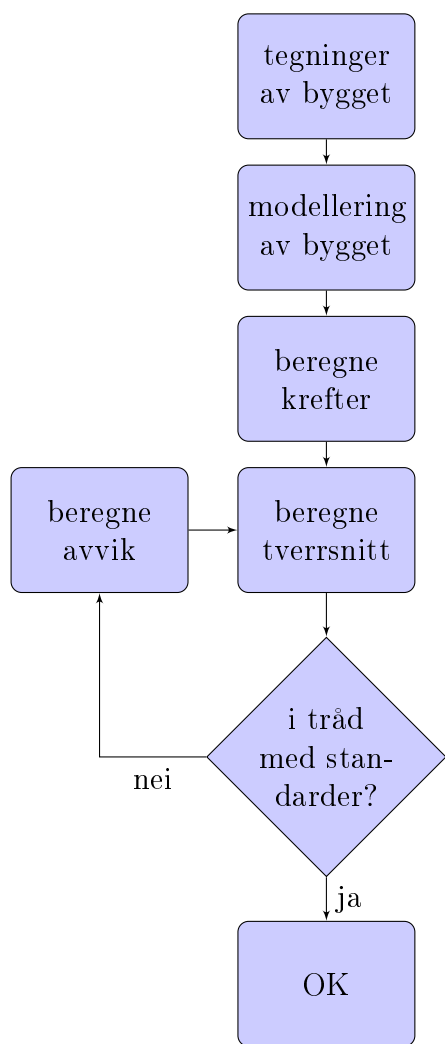 tegninger
av bygget
modellering
av bygget
beregne
krefter
beregne
avvik
beregne
tverrsnitt
i tråd
med stan-
darder?
nei
ja
OK